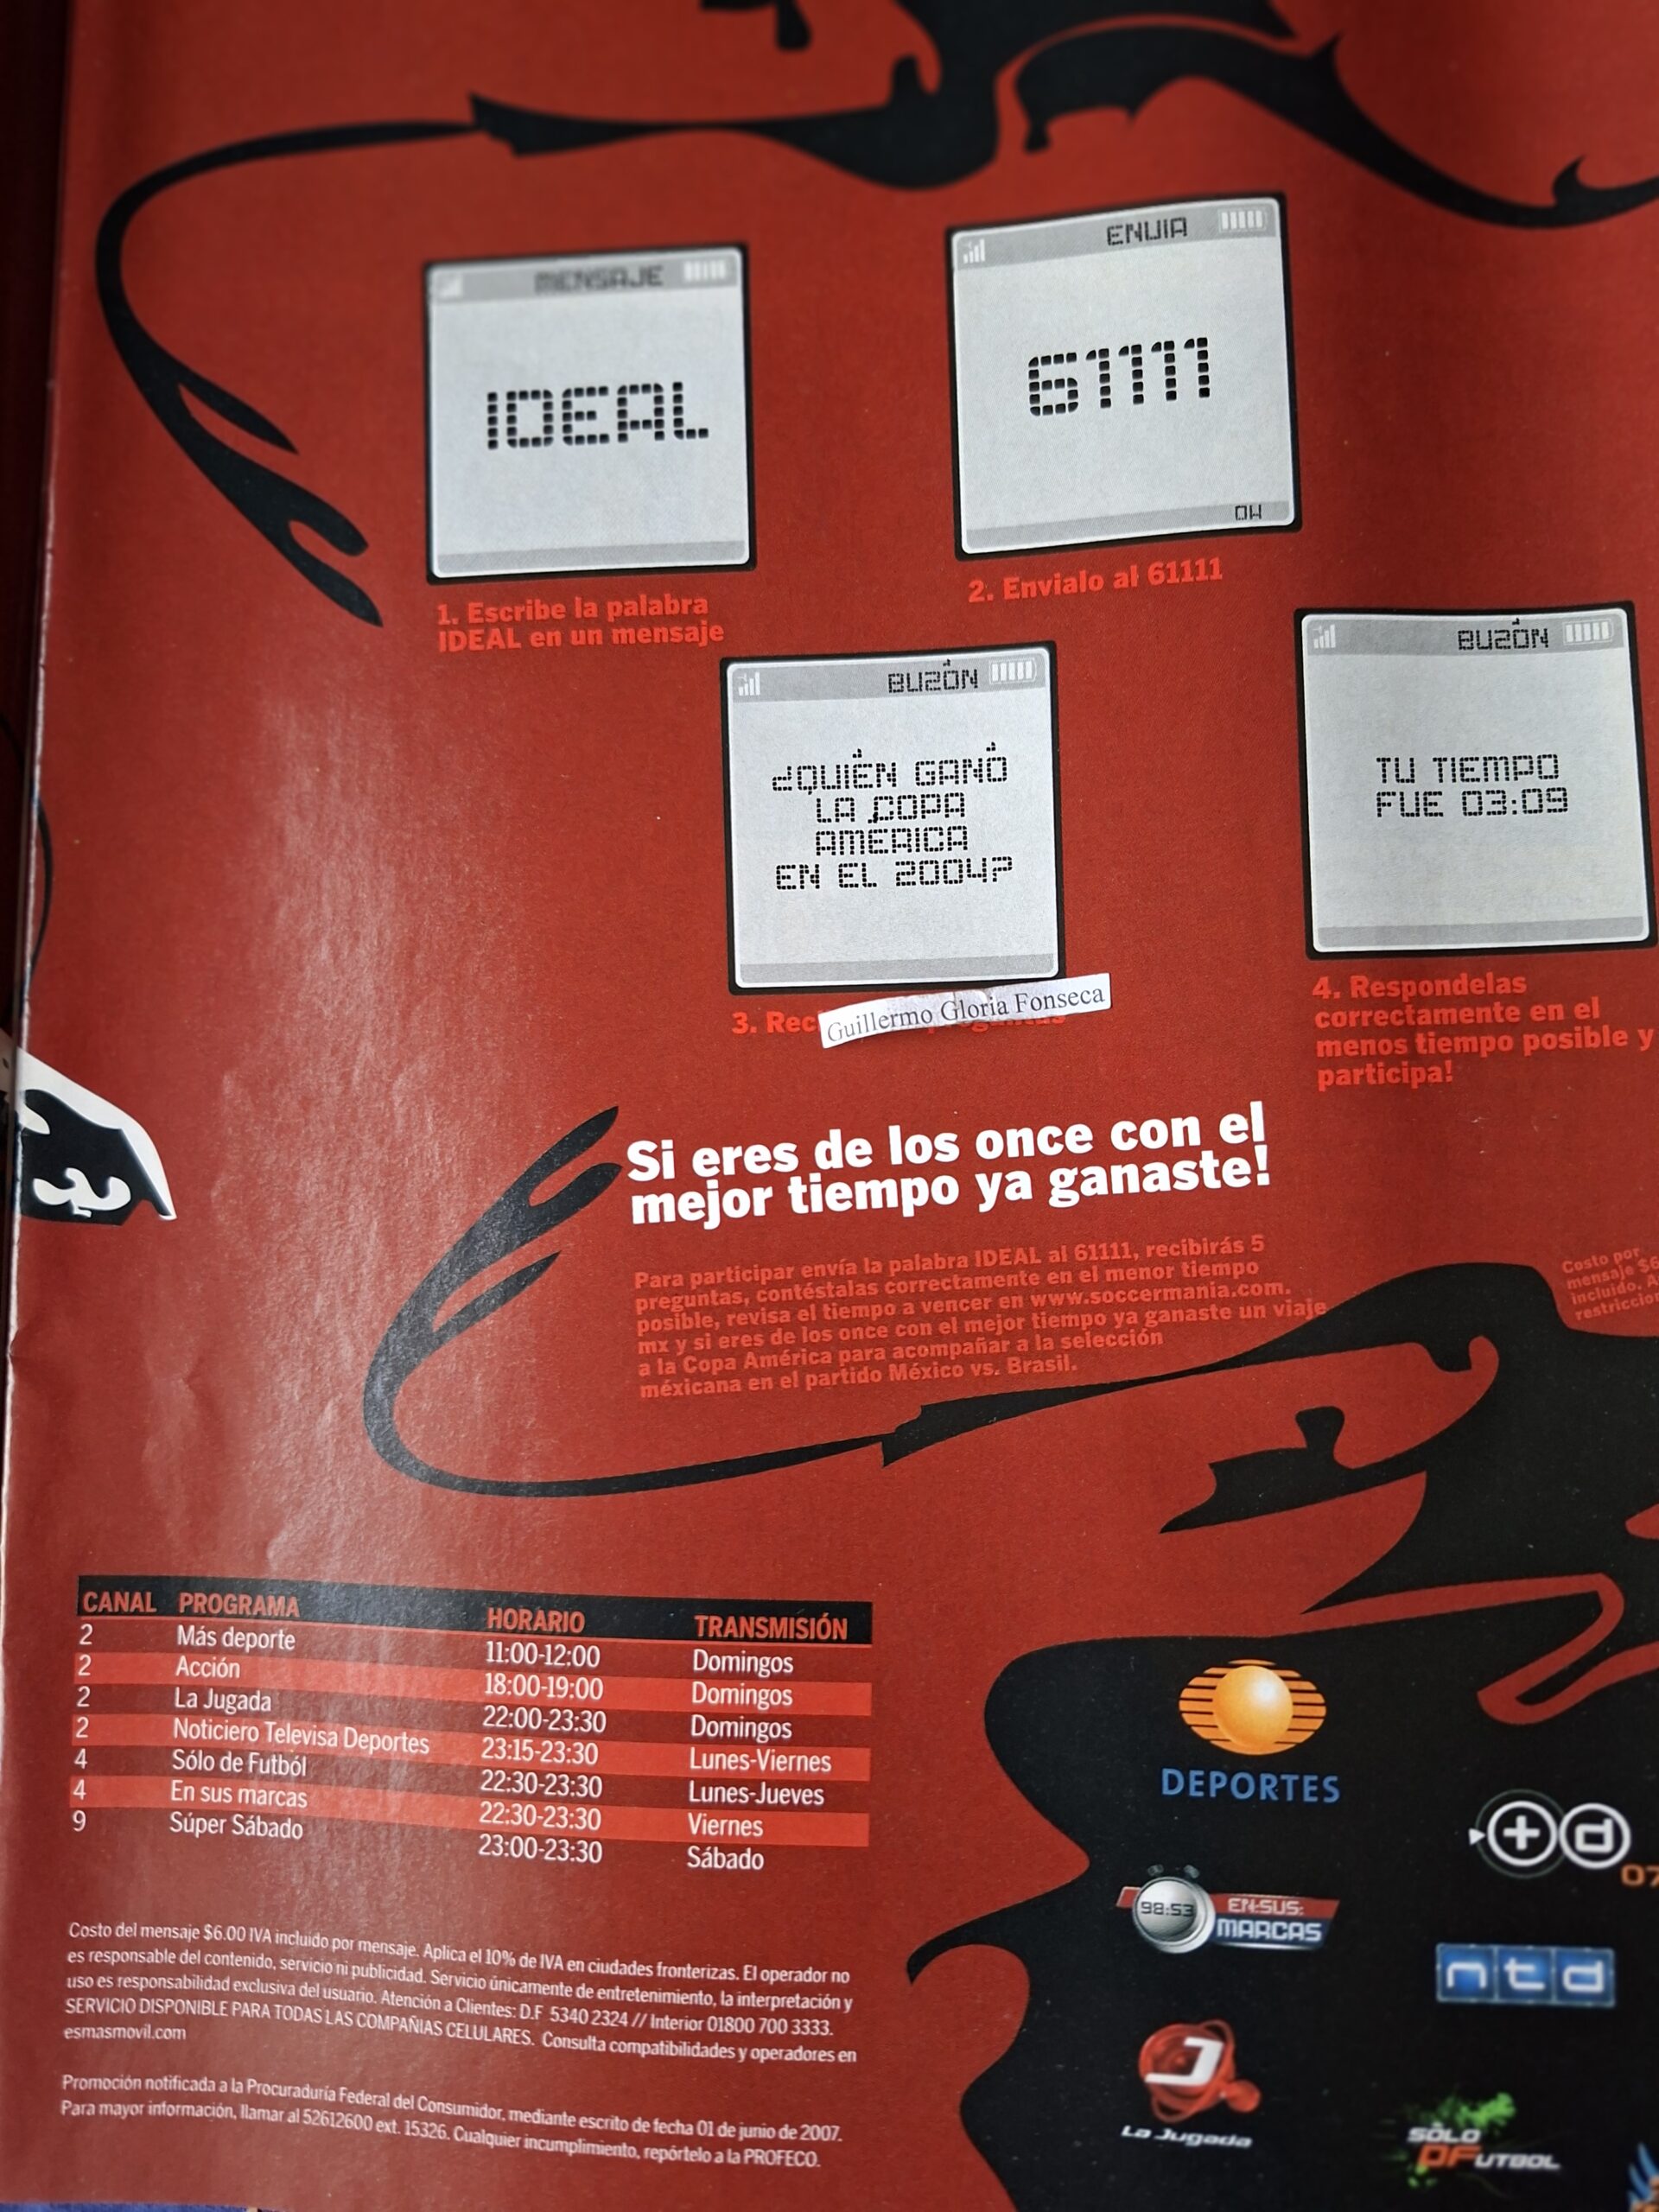 MENSAJE
IDEAL
1. Escribe la palabra
IDEAL en un mensaje
ENVIA
61111
OK
2. Envialo al 61111
BUZÓN
¿QUIÉN GANÓ
LA COPA
AMERICA
EN EL 2004?
3. Rec
Guillermo Gloria Fonseca
BUZÓN
TU TIEMPO
FUE 03:09
4. Respondelas
correctamente en el
menos tiempo posible y
participa!
Si eres de los once con el
mejor tiempo ya ganaste!
Para participar envía la palabra IDEAL al 61111, recibirás 5
preguntas, contéstalas correctamente en el menor tiempo
posible, revisa el tiempo a vencer en www.soccermania.com.
mx y si eres de los once con el mejor tiempo ya ganaste un viaje
a la Copa América para acompañar a la selección
méxicana en el partido México vs. Brasil.
Costo por
mensaje $6
incluido. A
restriccion
CANAL PROGRAMA HORARIO TRANSMISIÓN
2 Más deporte 11:00-12:00 Domingos
2 Acción 18:00-19:00 Domingos
2 La Jugada 22:00-23:30 Domingos
2 Noticiero Televisa Deportes 23:15-23:30 Lunes-Viernes
4 Sólo de Futból 22:30-23:30 Lunes-Jueves
4 En sus marcas 22:30-23:30 Viernes
9 Súper Sábado 23:00-23:30 Sábado
Costo del mensaje $6.00 IVA incluido por mensaje. Aplica el 10% de IVA en ciudades fronterizas. El operador no
es responsable del contenido, servicio ni publicidad. Servicio únicamente de entretenimiento, la interpretación y
uso es responsabilidad exclusiva del usuario. Atención a Clientes: D.F 5340 2324 // Interior 01800 700 3333.
SERVICIO DISPONIBLE PARA TODAS LAS COMPAÑIAS CELULARES. Consulta compatibilidades y operadores en
esmasmovil.com
Promoción notificada a la Procuraduría Federal del Consumidor, mediante escrito de fecha 01 de junio de 2007.
Para mayor información, llamar al 52612600 ext. 15326. Cualquier incumplimiento, repórtelo a la PROFECO.
DEPORTES
+d
07
98:53
EN:SUS:
MARCAS
ntd
J
La Jugada
SÓLO
DFUTBOL